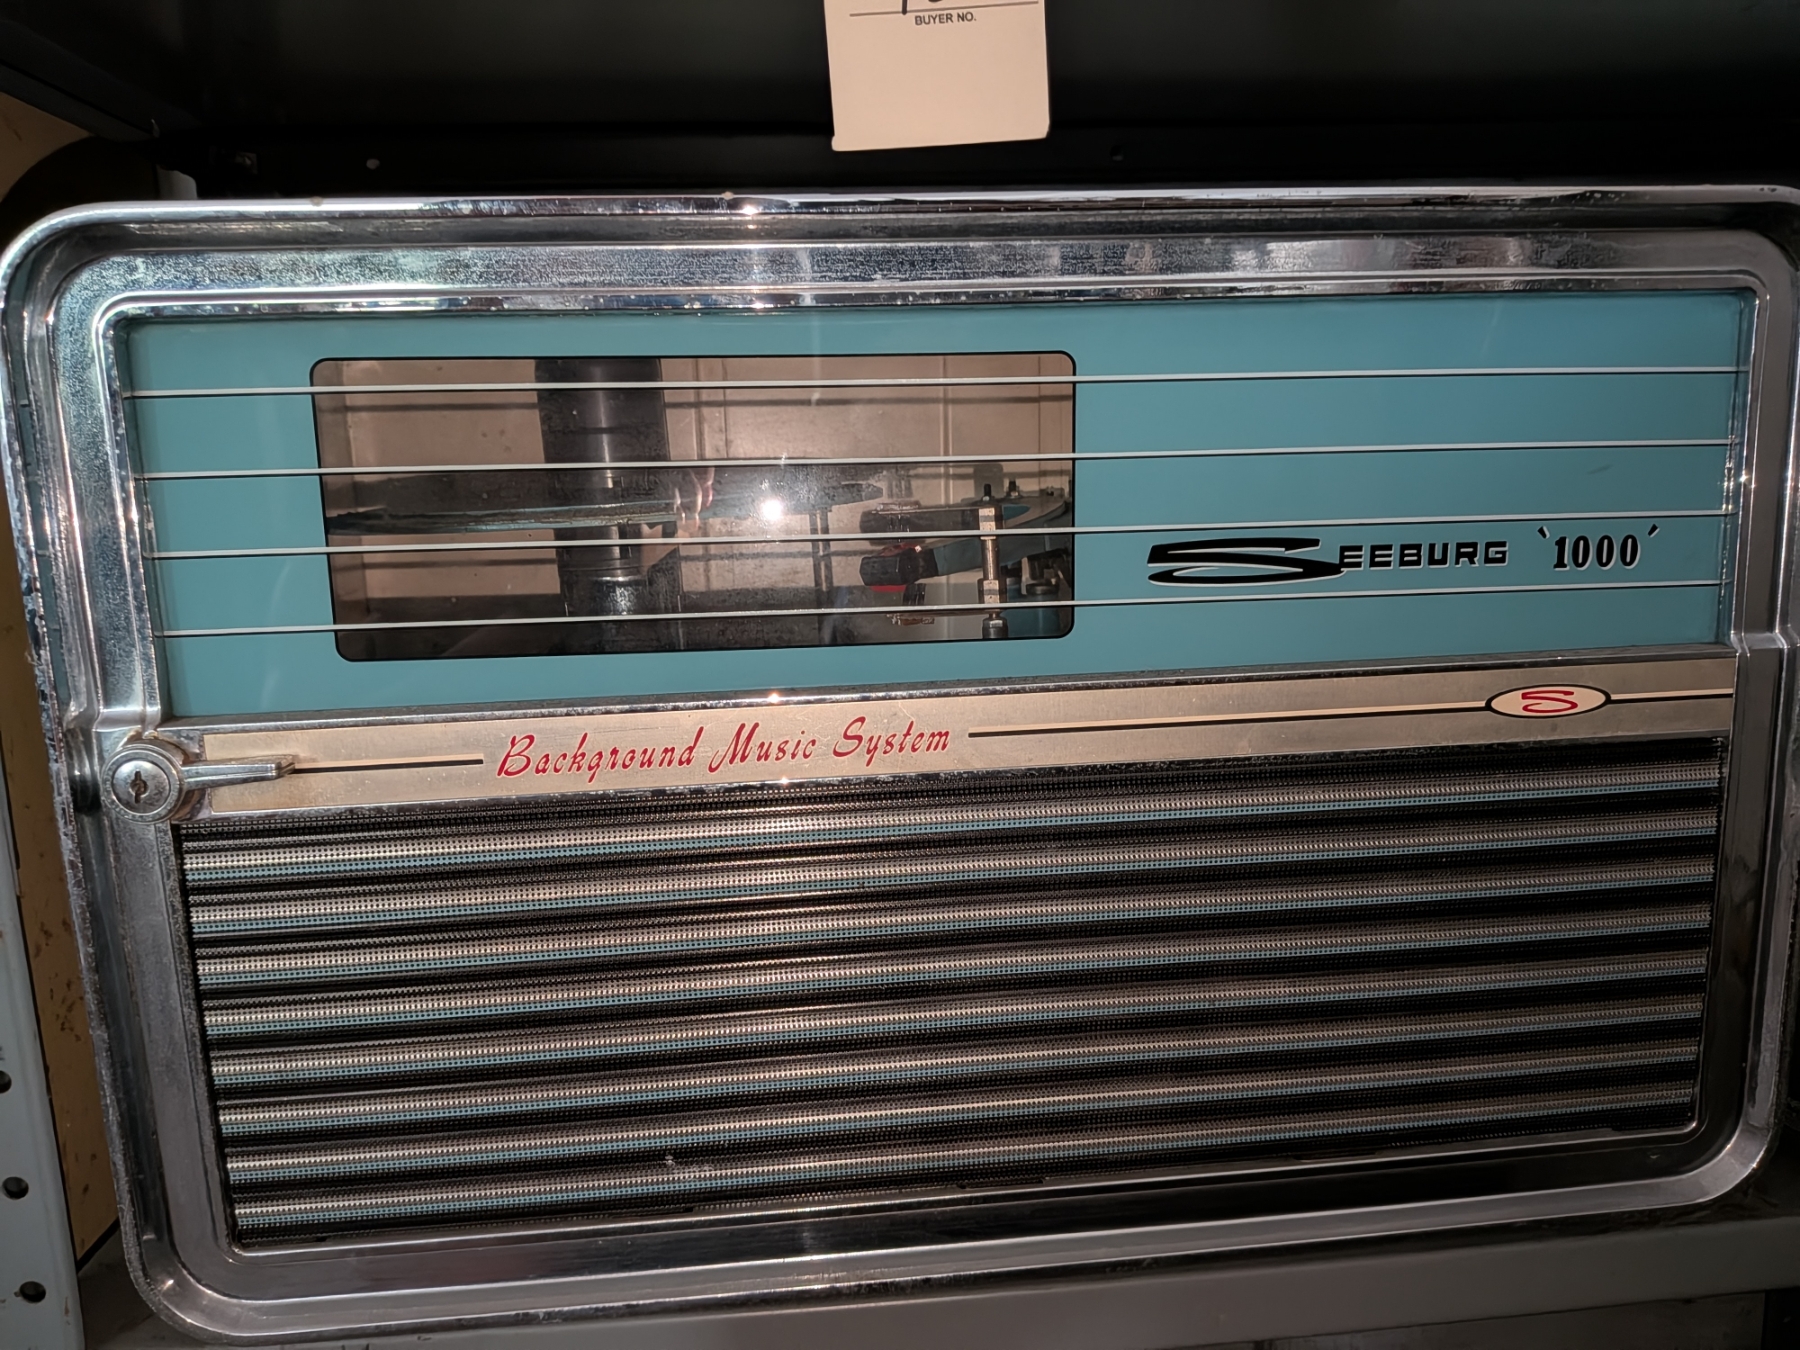 BUYER NO.
SEEBURG '1000'
Background Music System
S